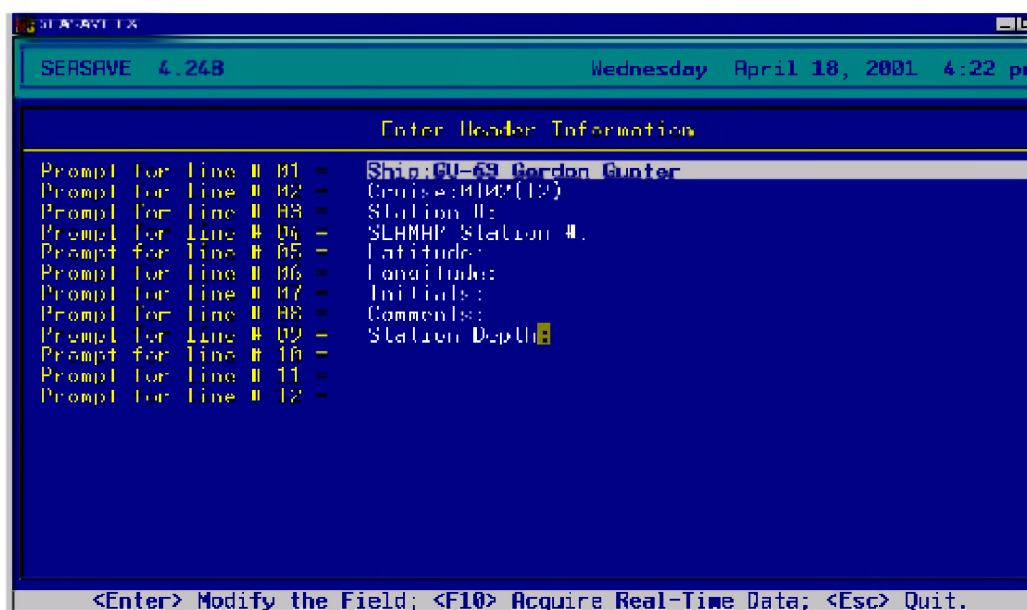 SEASAVE 4.24B Wednesday April 18, 2001 4:22
Enter Header Information
Prompt for line # 01 = Ship:GU-69 Gordon Gunter
Prompt for line # 02 = Cruise:
Prompt for line # 03 = Station #:
Prompt for line # 04 = SEAMAP Station #:
Prompt for line # 05 = Latitude:
Prompt for line # 06 = Longitude:
Prompt for line # 07 = Initials:
Prompt for line # 08 = Comments:
Prompt for line # 09 = Station Depth:
Prompt for line # 10 =
Prompt for line # 11 =
Prompt for line # 12 =
<Enter> Modify the Field; <F10> Acquire Real-Time Data; <Esc> Quit.